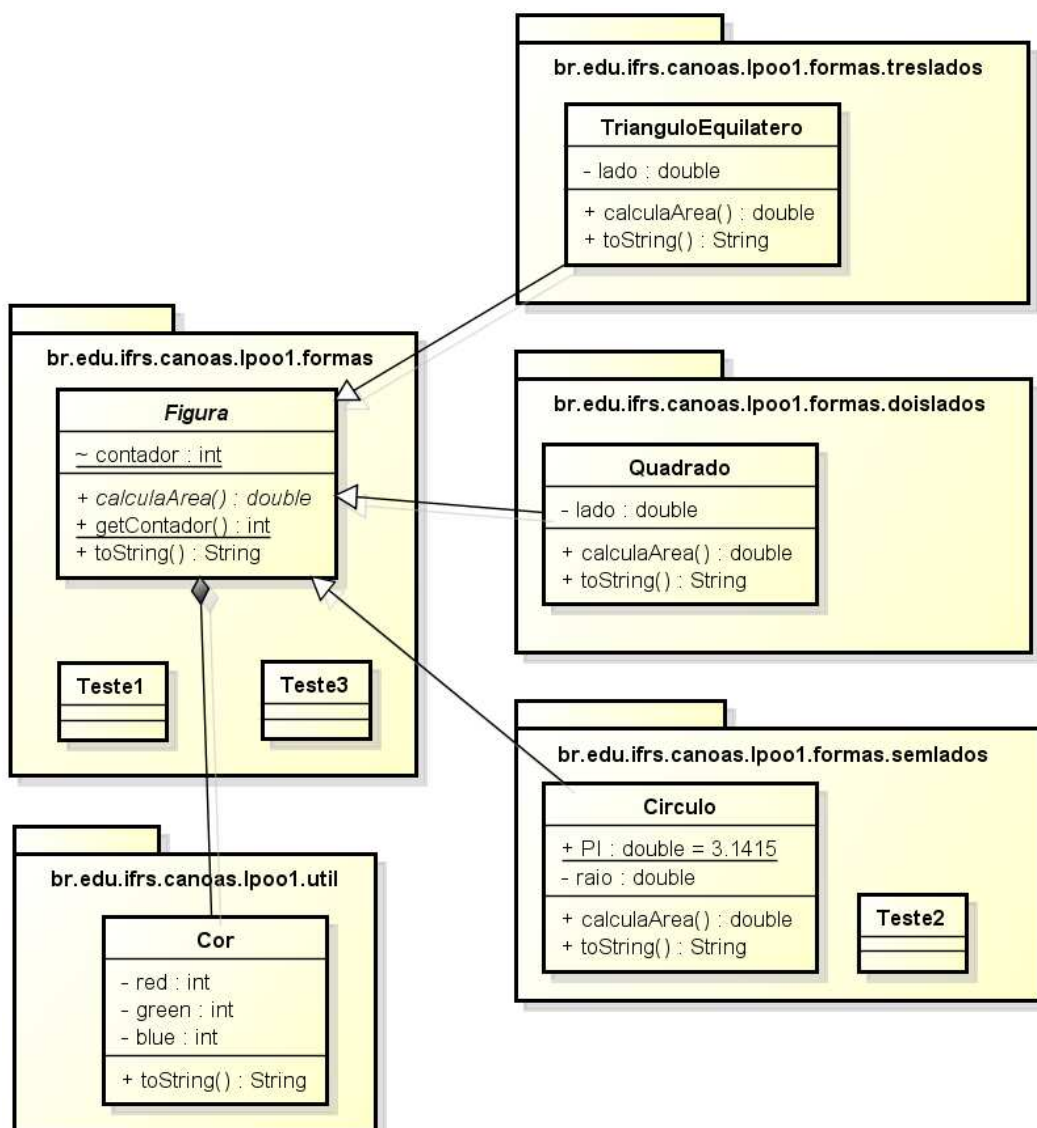 br.edu.ifrs.canoas.lpoo1.formas.treslados
TrianguloEquilatero
- lado : double
+ calculaArea() : double
+ toString() : String
br.edu.ifrs.canoas.lpoo1.formas
Figura
~ contador : int
+ calculaArea() : double
+ getContador() : int
+ toString() : String
Teste1
Teste3
br.edu.ifrs.canoas.lpoo1.formas.doislados
Quadrado
- lado : double
+ calculaArea() : double
+ toString() : String
br.edu.ifrs.canoas.lpoo1.formas.semlados
Circulo
+ PI : double = 3.1415
- raio : double
+ calculaArea() : double
+ toString() : String
Teste2
br.edu.ifrs.canoas.lpoo1.util
Cor
- red : int
- green : int
- blue : int
+ toString() : String